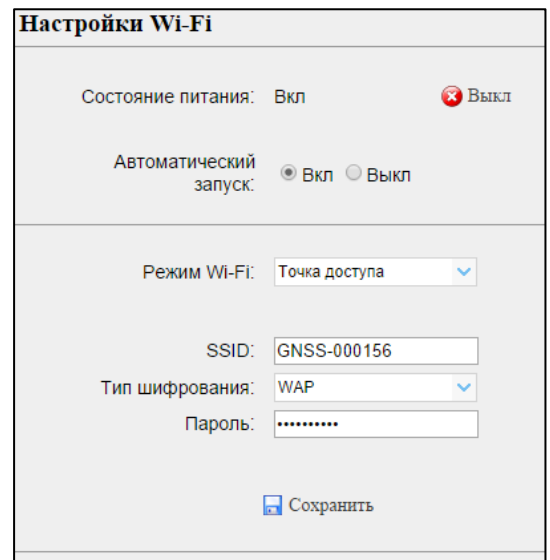 Настройки Wi-Fi
Состояние питания: Вкл Выкл
Автоматический
запуск: Вкл Выкл
Режим Wi-Fi: Точка доступа
SSID: GNSS-000156
Тип шифрования: WAP
Пароль: ••••••••••
Сохранить